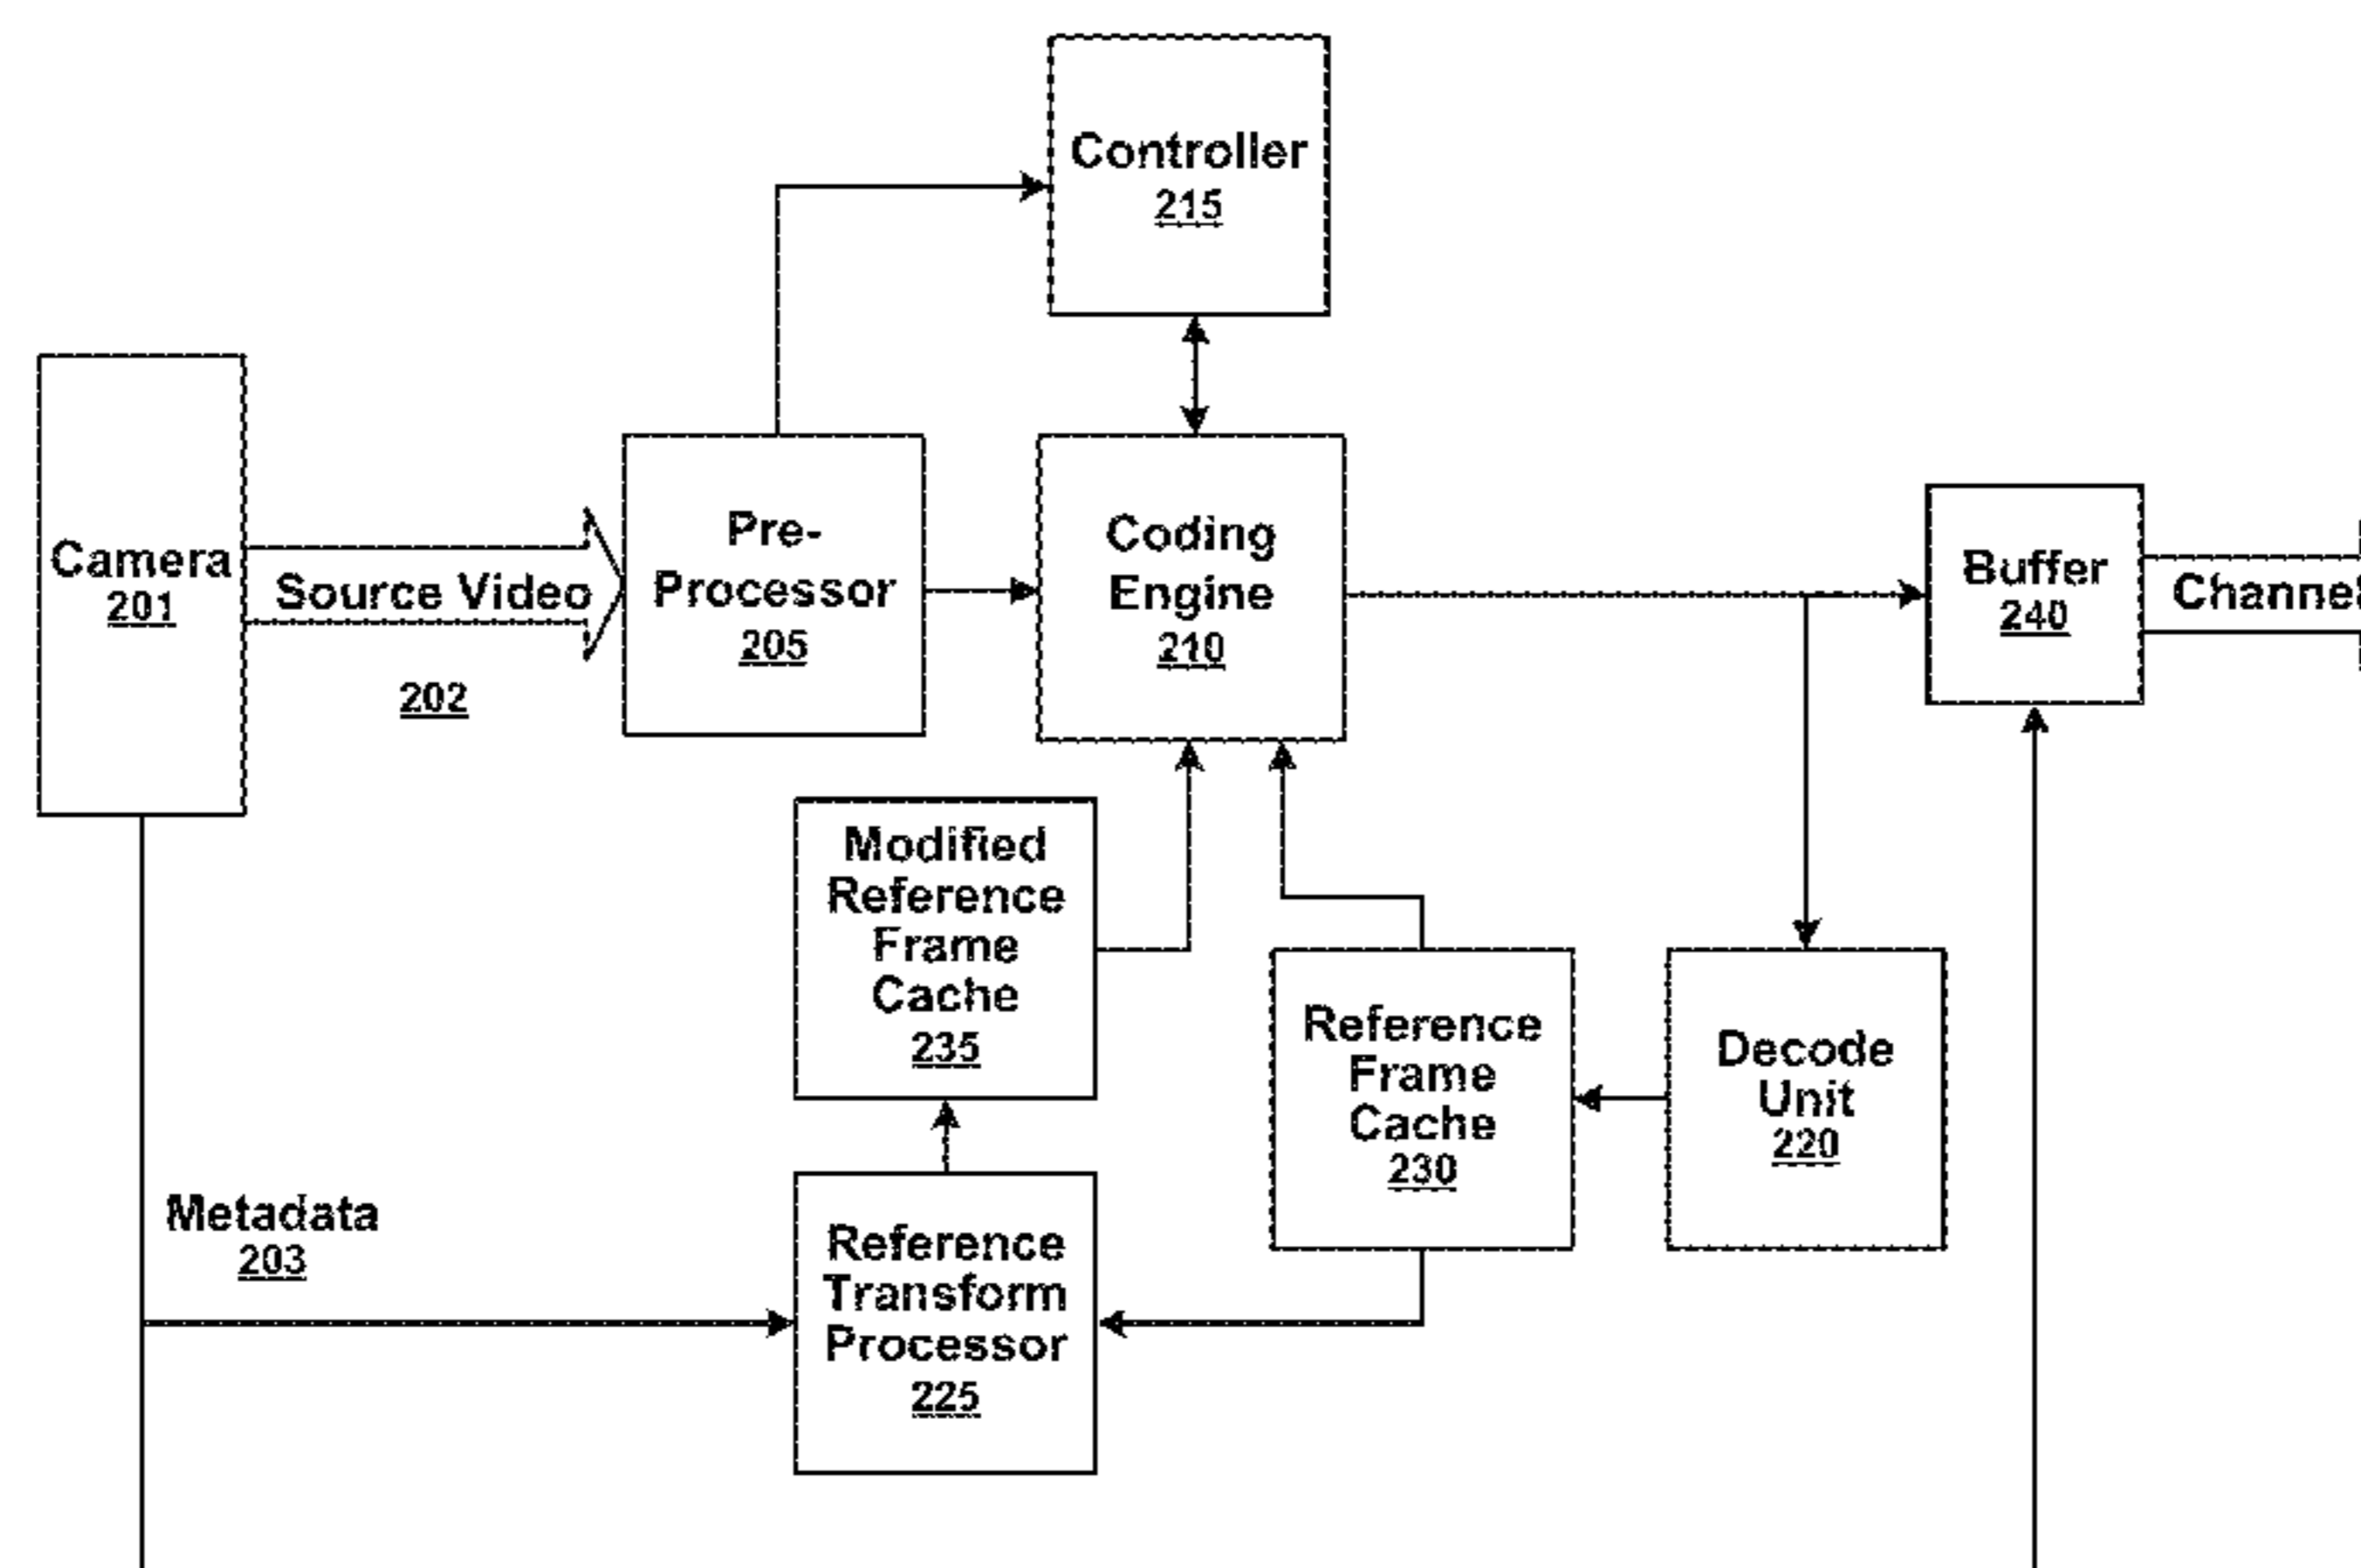 Controller
215
Camera
201
Source Video
202
Pre-
Processor
205
Coding
Engine
210
Buffer
240
Channel
Modified
Reference
Frame
Cache
235
Reference
Frame
Cache
230
Decode
Unit
220
Metadata
203
Reference
Transform
Processor
225